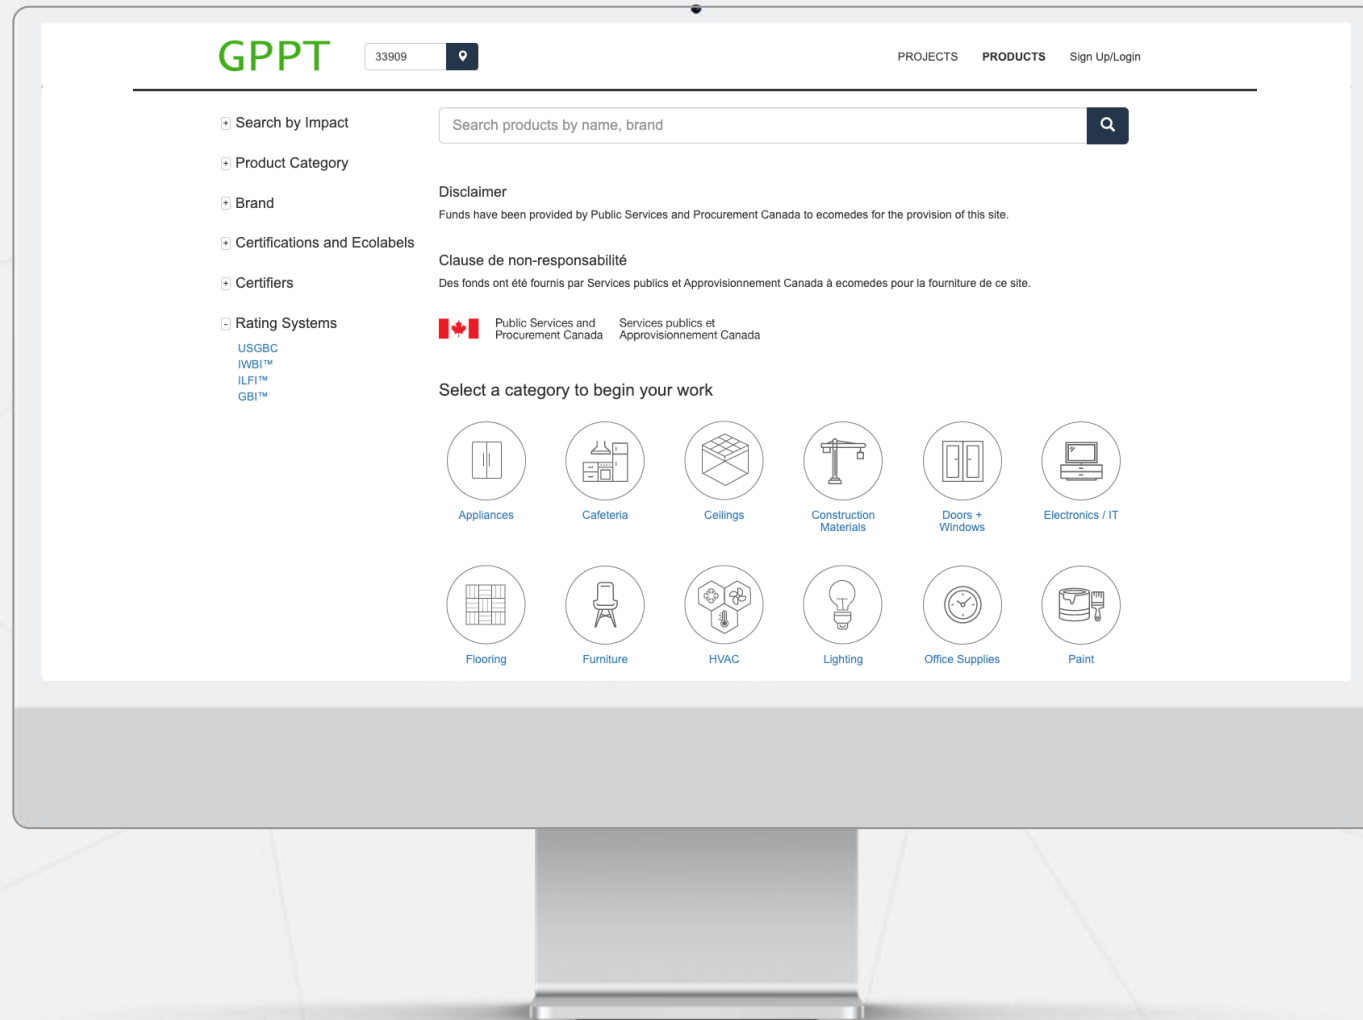 GPPT
33909
PROJECTS PRODUCTS Sign Up/Login
Search by Impact
Product Category
Brand
Certifications and Ecolabels
Certifiers
Rating Systems
USGBC
IWBI™
ILFI™
GBI™
Search products by name, brand
Disclaimer
Funds have been provided by Public Services and Procurement Canada to ecomedes for the provision of this site.
Clause de non-responsabilité
Des fonds ont été fournis par Services publics et Approvisionnement Canada à ecomedes pour la fourniture de ce site.
Public Services and
Procurement Canada
Services publics et
Approvisionnement Canada
Select a category to begin your work
Appliances
Cafeteria
Ceilings
Construction
Materials
Doors +
Windows
Electronics / IT
Flooring
Furniture
HVAC
Lighting
Office Supplies
Paint